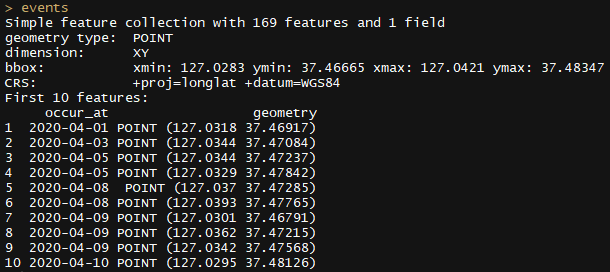 > events
Simple feature collection with 169 features and 1 field
geometry type:  POINT
dimension:      XY
bbox:           xmin: 127.0283 ymin: 37.46665 xmax: 127.0421 ymax: 37.48347
CRS:            +proj=longlat +datum=WGS84
First 10 features:
     occur_at                 geometry
1  2020-04-01 POINT (127.0318 37.46917)
2  2020-04-03 POINT (127.0344 37.47084)
3  2020-04-05 POINT (127.0344 37.47237)
4  2020-04-05 POINT (127.0329 37.47842)
5  2020-04-08  POINT (127.037 37.47285)
6  2020-04-08 POINT (127.0393 37.47765)
7  2020-04-09 POINT (127.0301 37.46791)
8  2020-04-09 POINT (127.0362 37.47215)
9  2020-04-09 POINT (127.0342 37.47568)
10 2020-04-10 POINT (127.0295 37.48126)